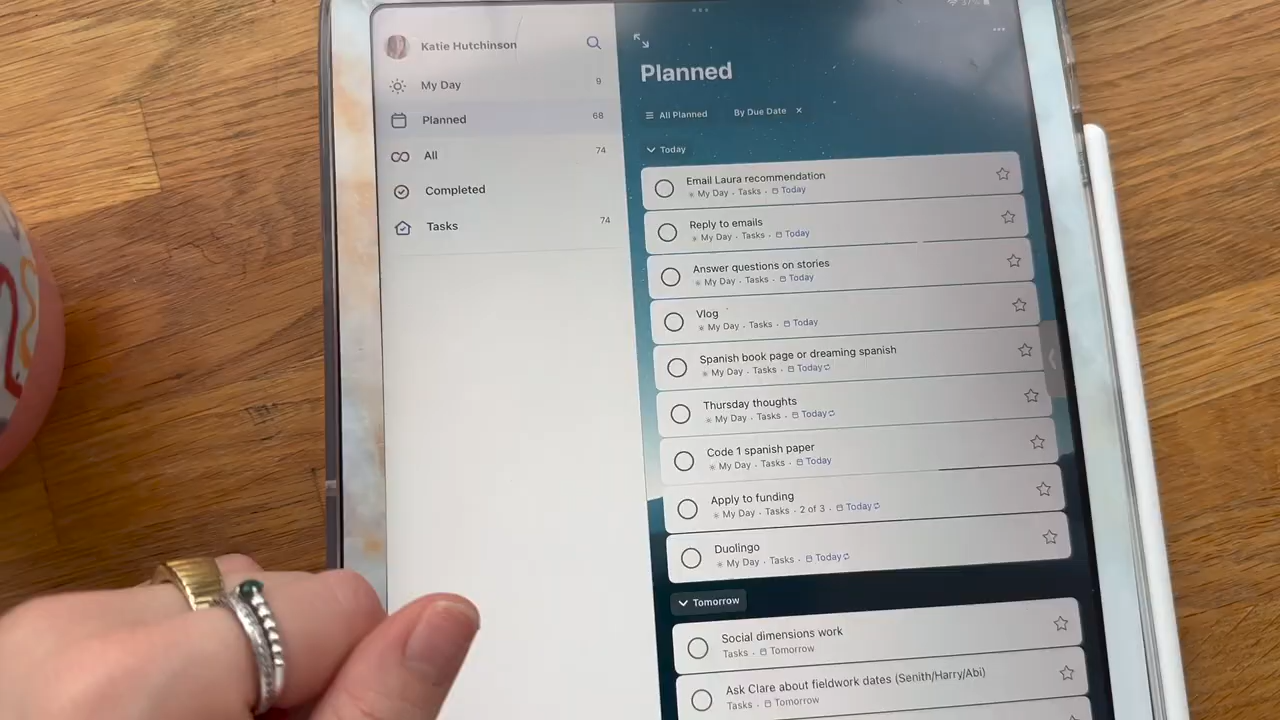 37%
Katie Hutchinson
My Day 9
Planned 68
All 74
Completed
Tasks 74
Planned
All Planned By Due Date ×
Today
Email Laura recommendation
My Day · Tasks · Today
Reply to emails
My Day · Tasks · Today
Answer questions on stories
My Day · Tasks · Today
Vlog
My Day · Tasks · Today
Spanish book page or dreaming spanish
My Day · Tasks · Today
Thursday thoughts
My Day · Tasks · Today
Code 1 spanish paper
My Day · Tasks · Today
Apply to funding
My Day · Tasks · 2 of 3 · Today
Duolingo
My Day · Tasks · Today
Tomorrow
Social dimensions work
Tasks · Tomorrow
Ask Clare about fieldwork dates (Senith/Harry/Abi)
Tasks · Tomorrow